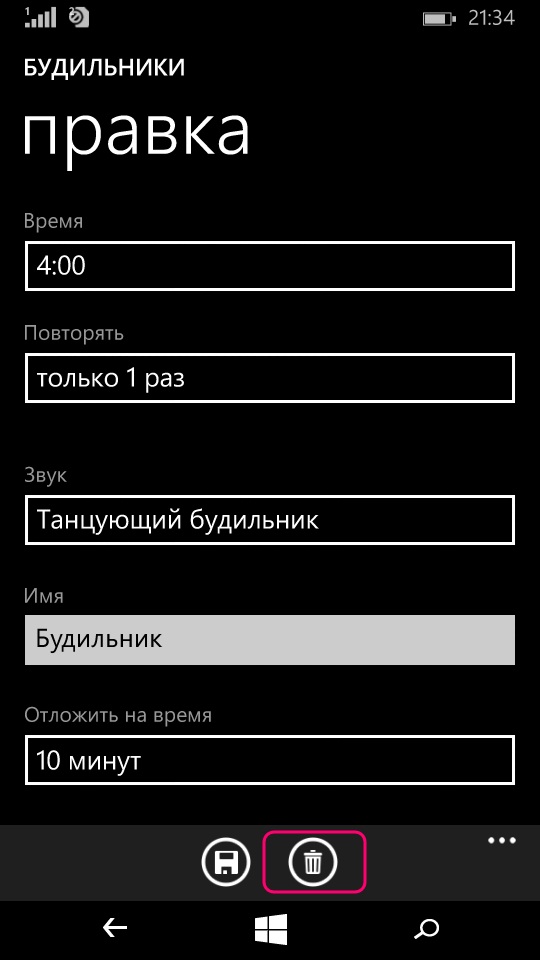 1
21:34
БУДИЛЬНИКИ
правка
Время
4:00
Повторять
только 1 раз
Звук
Танцующий будильник
Имя
Будильник
Отложить на время
10 минут